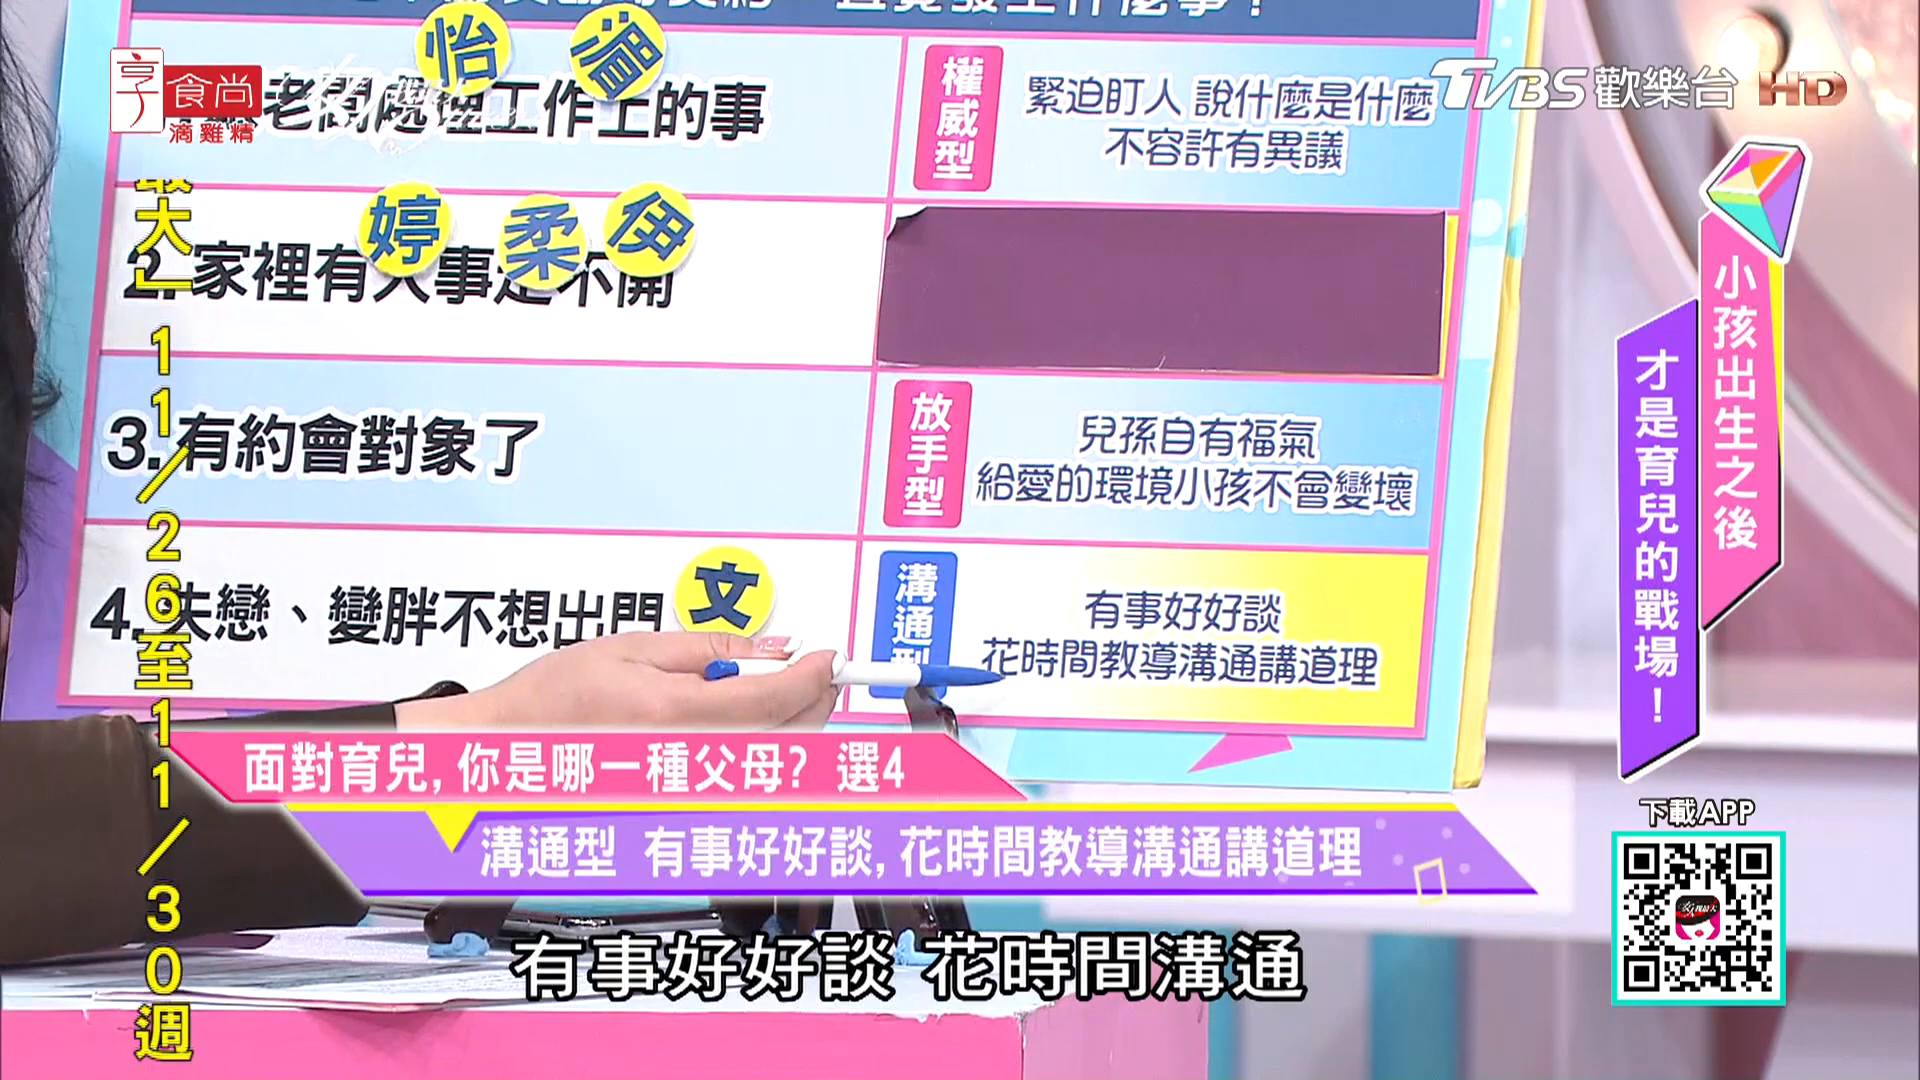 享
食尚
滴雞精
TVBS歡樂台 HD
怡
湄
老闆處理工作上的事
權威型
緊迫盯人 說什麼是什麼
不容許有異議
婷
柔
伊
2. 家裡有大事走不開
3. 有約會對象了
放手型
兒孫自有福氣
給愛的環境小孩不會變壞
4. 失戀、變胖不想出門
文
溝通型
有事好好談
花時間教導溝通講道理
小孩出生之後
才是育兒的戰場！
最大」11/26至11/30週
面對育兒,你是哪一種父母? 選4
溝通型 有事好好談,花時間教導溝通講道理
有事好好談 花時間溝通
下載APP